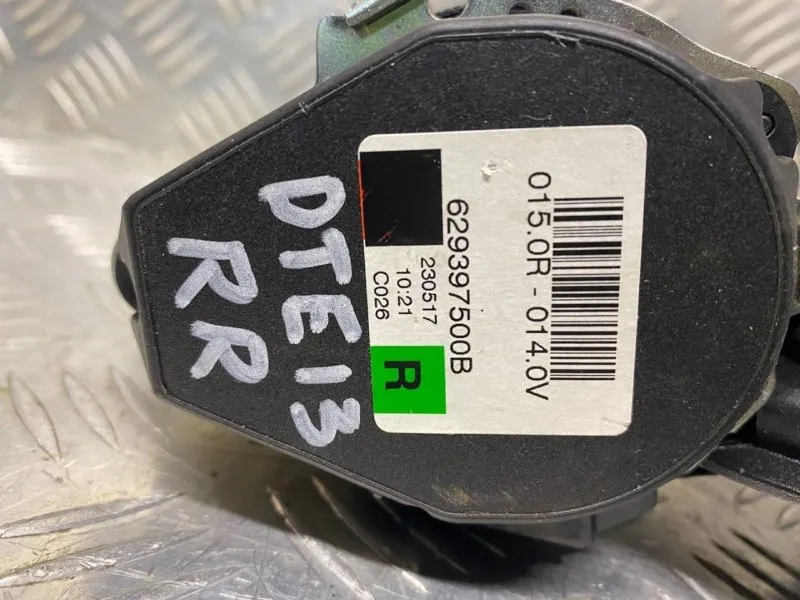 015.0R - 014.0V
629397500B
230517
10:21
C026
R
DTE13
RR